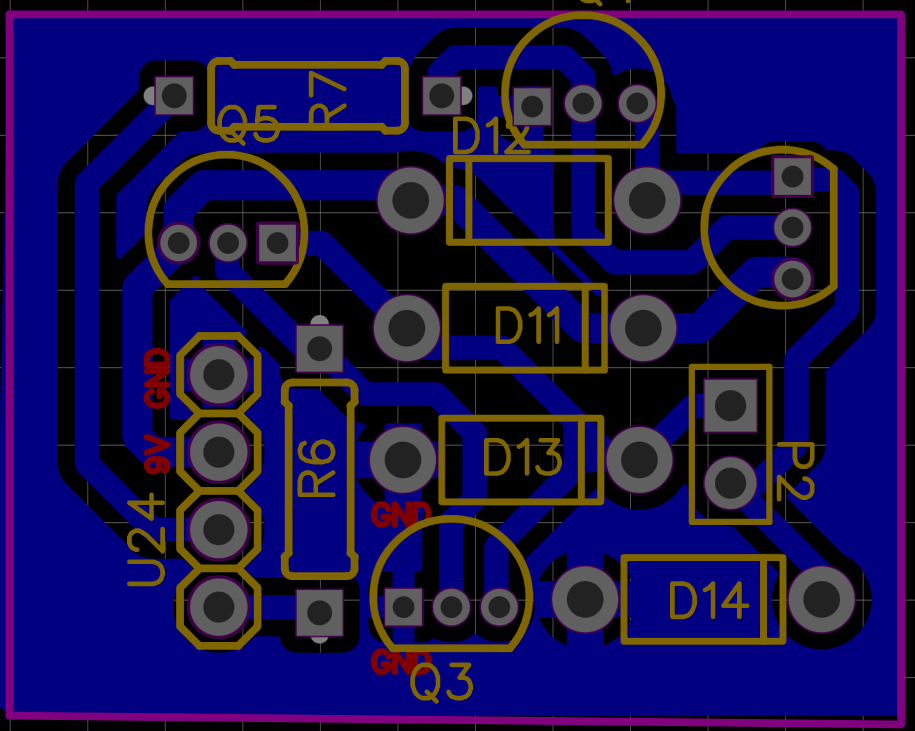 R7
Q5
D12
D11
GND
9V
R6
D13
P2
GND
U24
D14
GND
Q3